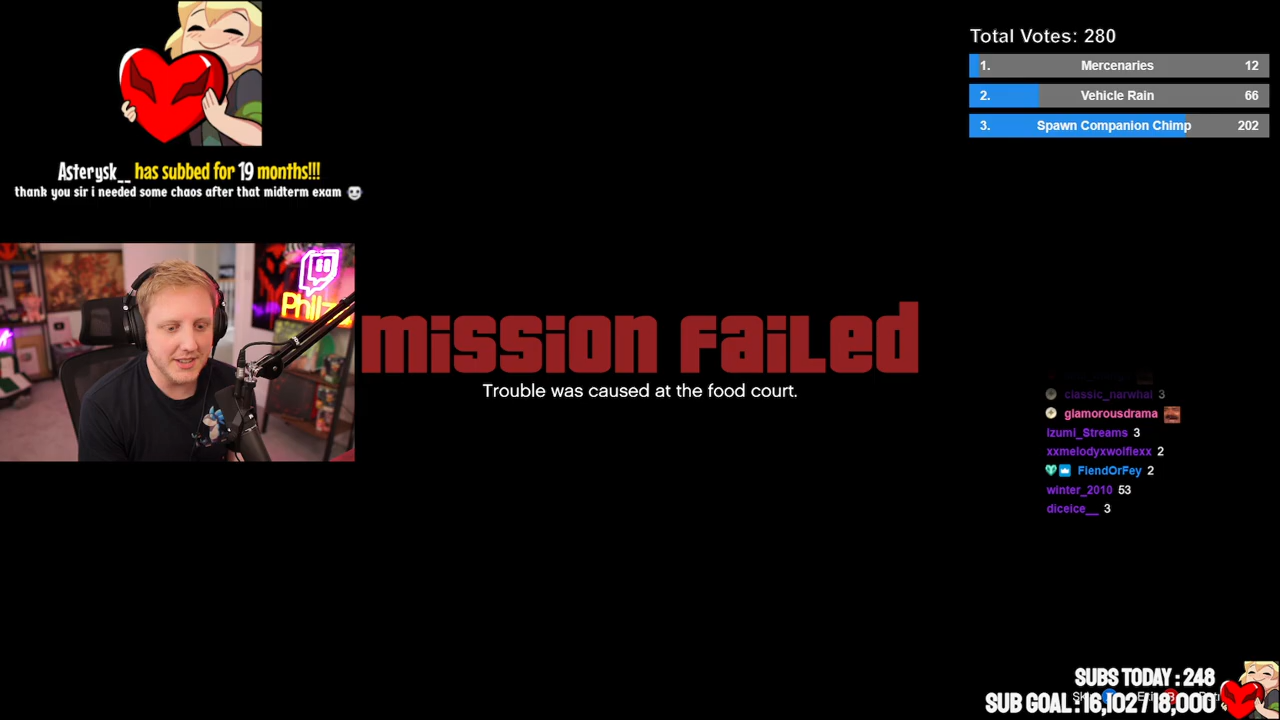 Total Votes: 280
1. Mercenaries 12
2. Vehicle Rain 66
3. Spawn Companion Chimp 202
Asterysk__ has subbed for 19 months!!!
thank you sir i needed some chaos after that midterm exam
mission failed
Trouble was caused at the food court.
classic_narwhal 3
glamorousdrama
Izumi_Streams 3
xxmelodyxwolfiexx 2
FiendOrFey 2
winter_2010 53
diceice__ 3
SUBS TODAY : 248
SUB GOAL : 16,102 / 18,000